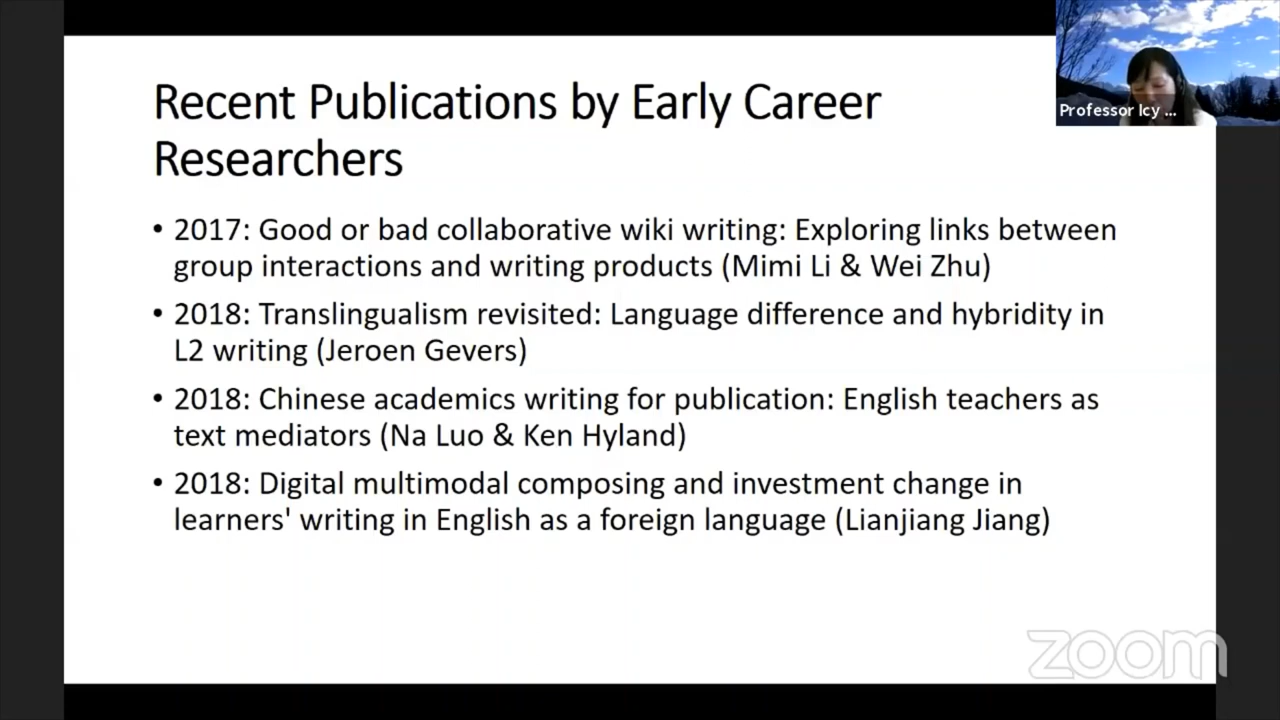 Recent Publications by Early Career
Researchers
Professor Icy ...
• 2017: Good or bad collaborative wiki writing: Exploring links between
group interactions and writing products (Mimi Li & Wei Zhu)
• 2018: Translingualism revisited: Language difference and hybridity in
L2 writing (Jeroen Gevers)
• 2018: Chinese academics writing for publication: English teachers as
text mediators (Na Luo & Ken Hyland)
• 2018: Digital multimodal composing and investment change in
learners' writing in English as a foreign language (Lianjiang Jiang)
zoom